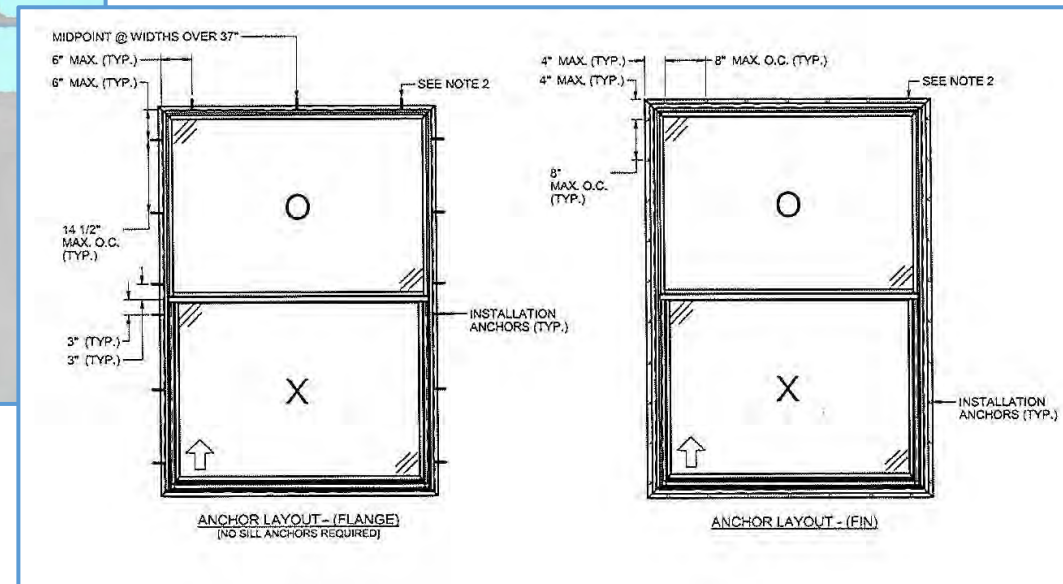 MIDPOINT @ WIDTHS OVER 37"
6" MAX. (TYP.)
6" MAX. (TYP.)
SEE NOTE 2
O
14 1/2"
MAX. O.C.
(TYP.)
3" (TYP.)
3" (TYP.)
INSTALLATION
ANCHORS (TYP.)
X
ANCHOR LAYOUT - (FLANGE)
[NO SILL ANCHORS REQUIRED]
4" MAX. (TYP.)
8" MAX. O.C. (TYP.)
4" MAX. (TYP.)
SEE NOTE 2
8"
MAX. O.C.
(TYP.)
O
X
INSTALLATION
ANCHORS (TYP.)
ANCHOR LAYOUT - (FIN)